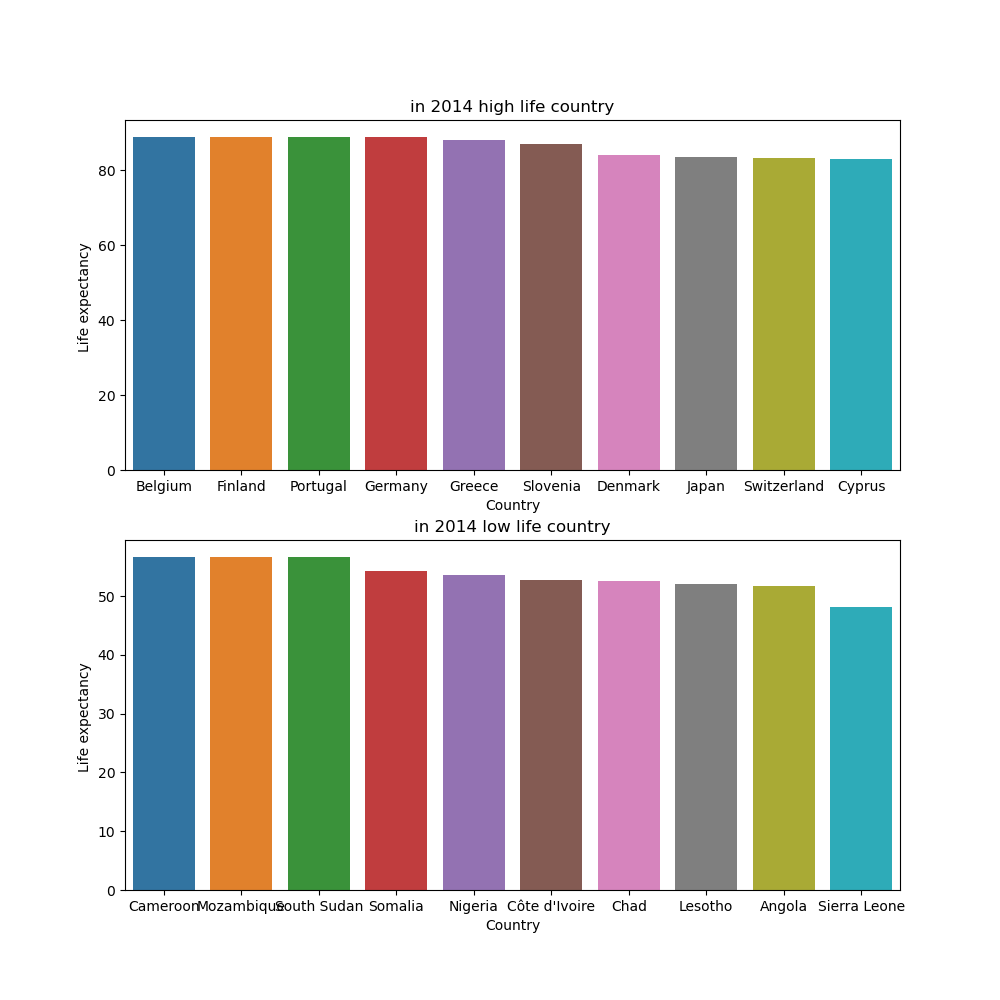 in 2014 high life country
80
60
40
20
0
Life expectancy
Belgium Finland Portugal Germany Greece Slovenia Denmark Japan Switzerland Cyprus
Country
in 2014 low life country
50
40
30
20
10
0
Life expectancy
Cameroon Mozambique South Sudan Somalia Nigeria Côte d'Ivoire Chad Lesotho Angola Sierra Leone
Country